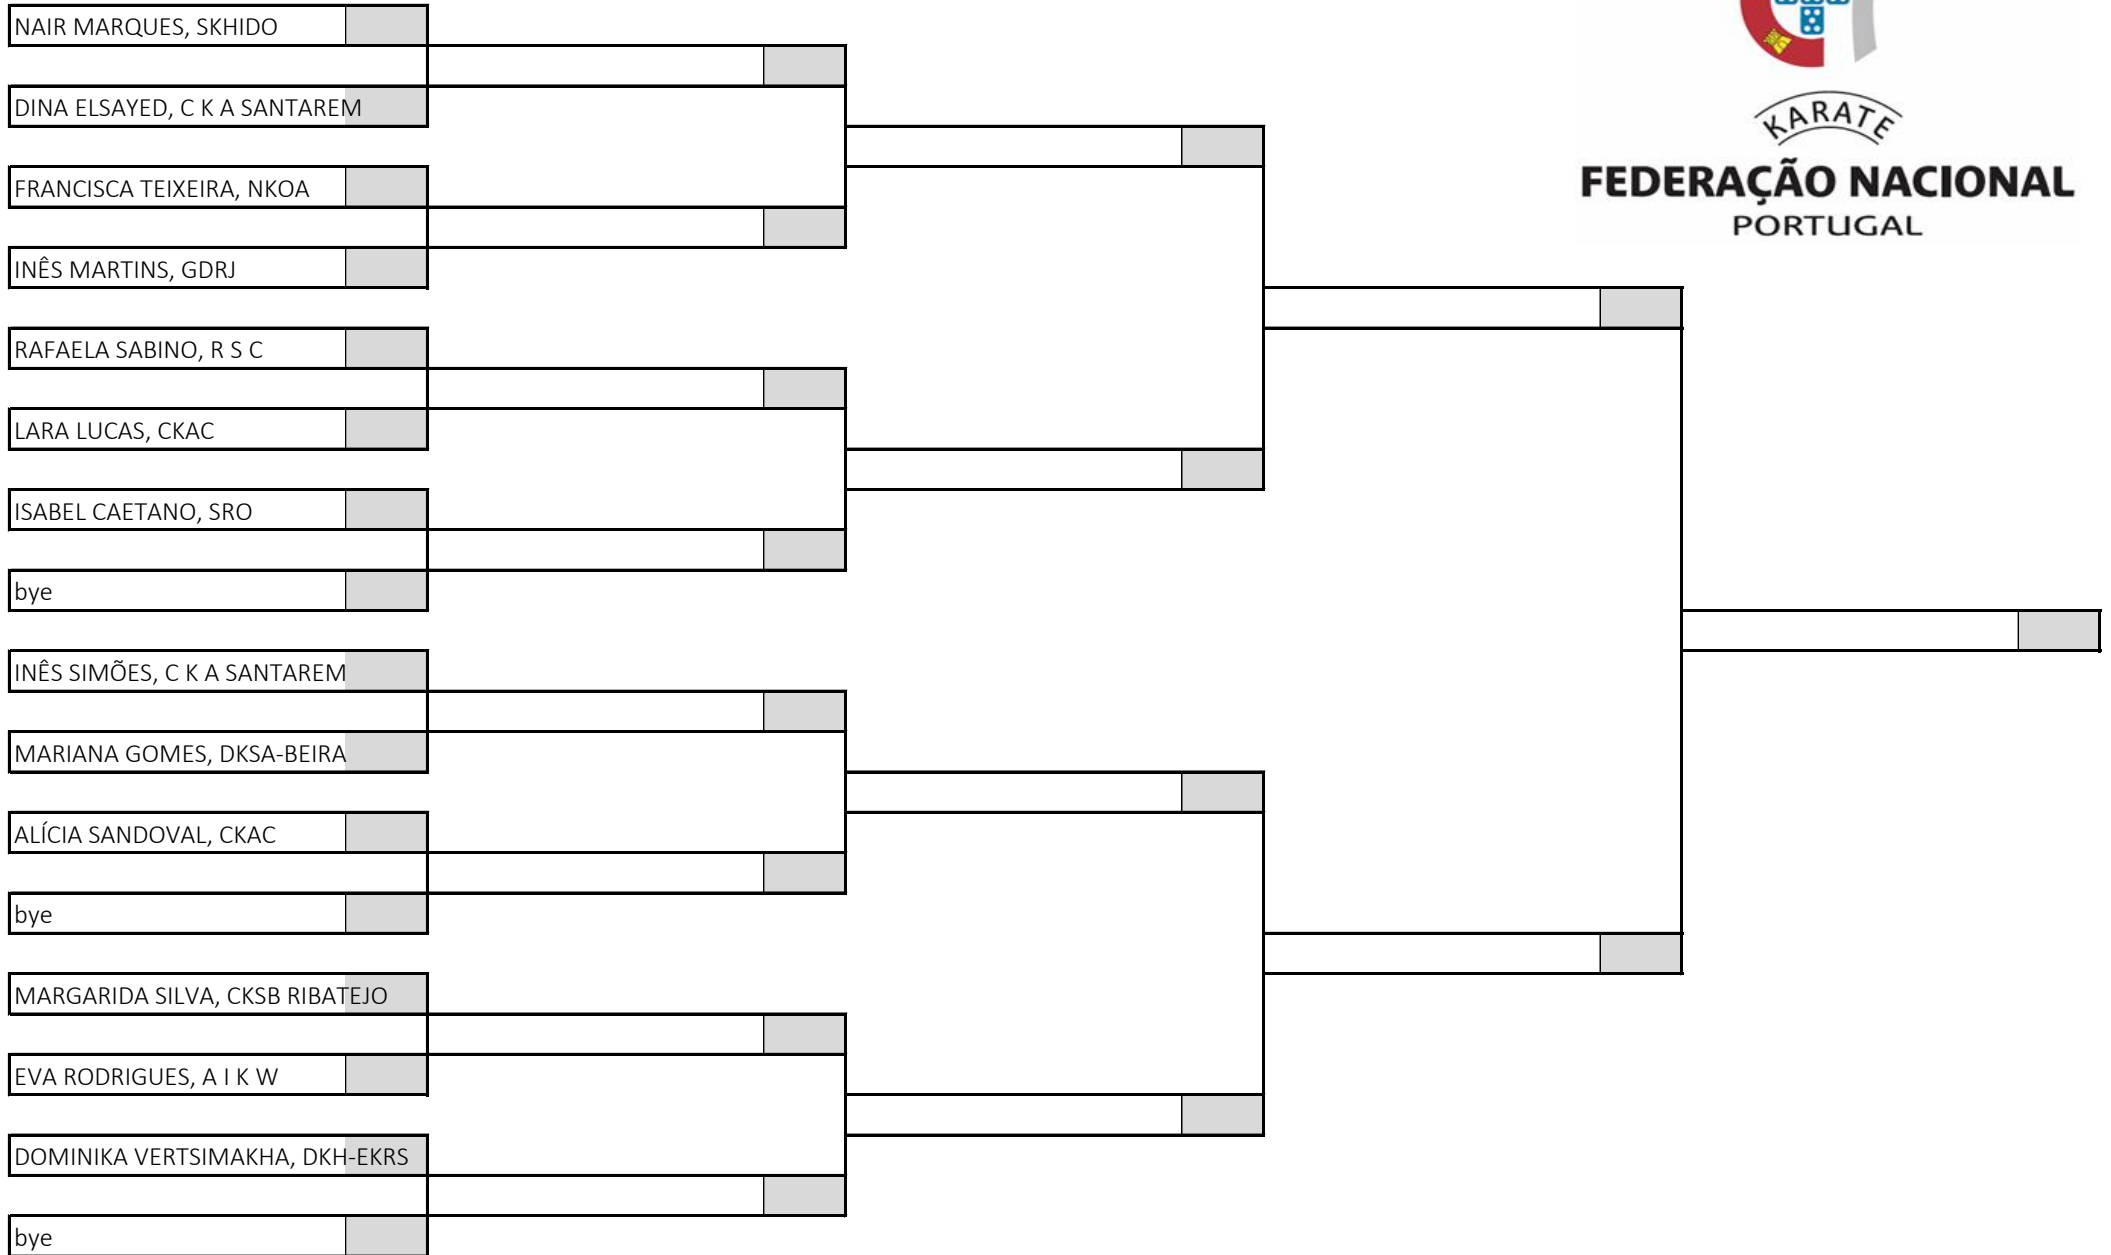 NAIR MARQUES, SKHIDO
DINA ELSAYED, C K A SANTAREM
FRANCISCA TEIXEIRA, NKOA
INÊS MARTINS, GDRJ
RAFAELA SABINO, R S C
LARA LUCAS, CKAC
ISABEL CAETANO, SRO
bye
INÊS SIMÕES, C K A SANTAREM
MARIANA GOMES, DKSA-BEIRA
ALÍCIA SANDOVAL, CKAC
bye
MARGARIDA SILVA, CKSB RIBATEJO
EVA RODRIGUES, A I K W
DOMINIKA VERTSIMAKHA, DKH-EKRS
bye
KARATE
FEDERAÇÃO NACIONAL
PORTUGAL